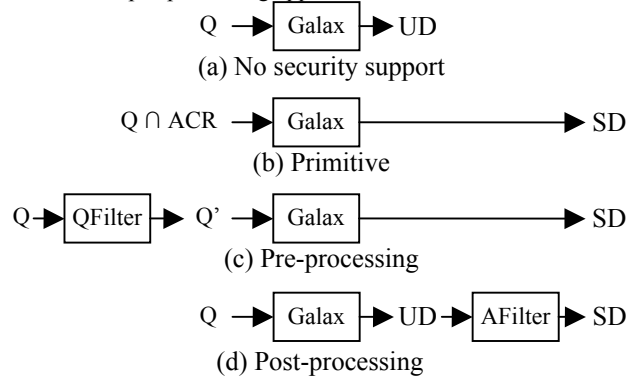 Q Galax UD
(a) No security support
Q ∩ ACR Galax SD
(b) Primitive
Q QFilter Q’ Galax SD
(c) Pre-processing
Q Galax UD AFilter SD
(d) Post-processing